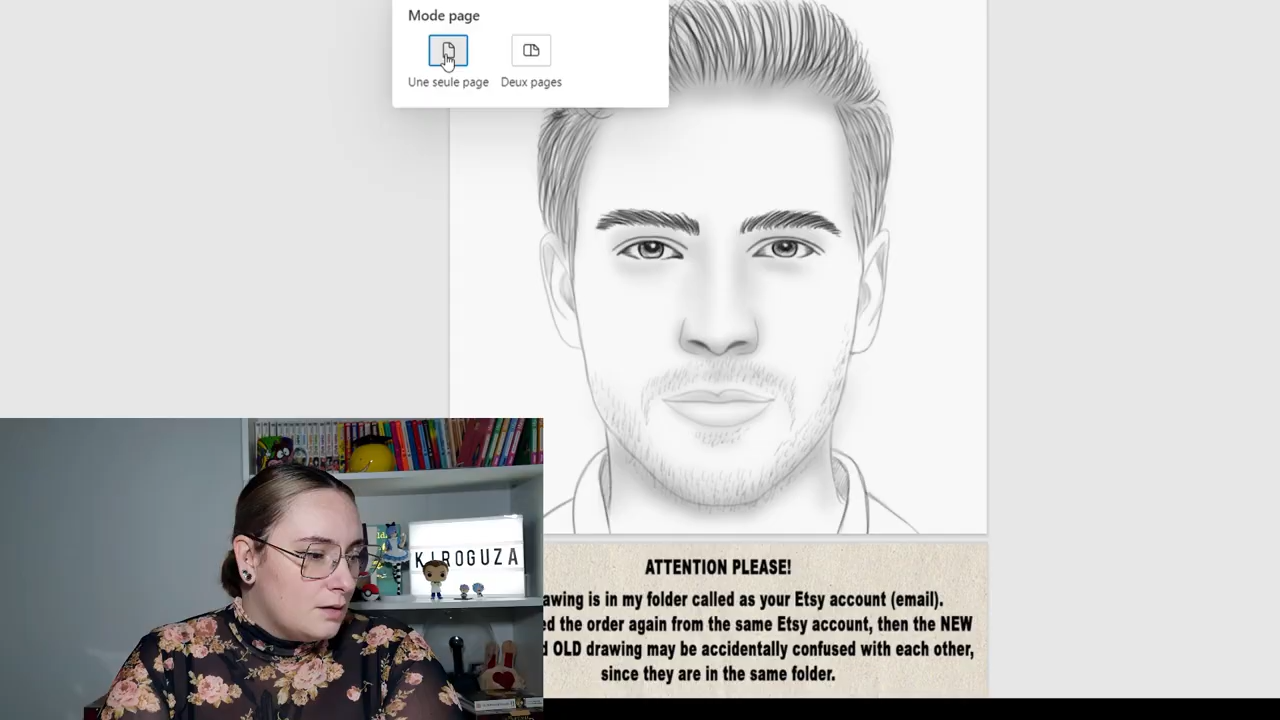 Mode page
Une seule page
Deux pages
KIROGUZA
ATTENTION PLEASE!
awing is in my folder called as your Etsy account (email).
ed the order again from the same Etsy account, then the NEW
d OLD drawing may be accidentally confused with each other,
since they are in the same folder.